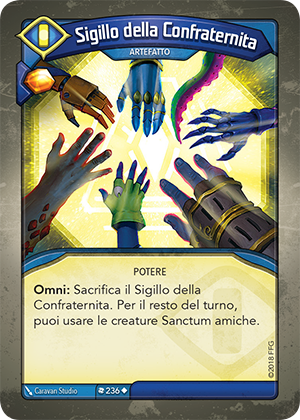 Sigillo della Confraternita
ARTEFATTO
POTERE
Omni: Sacrifica il Sigillo della
Confraternita. Per il resto del turno,
puoi usare le creature Sanctum amiche.
©2018 FFG
Caravan Studio
236